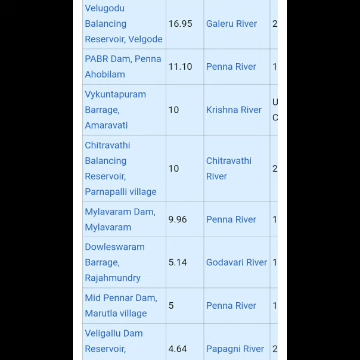 Velugodu
Balancing 16.95 Galeru River 2
Reservoir, Velgode
PABR Dam, Penna 11.10 Penna River 1
Ahobilam
Vykuntapuram
Barrage, 10 Krishna River U
Amaravati C
Chitravathi
Balancing 10 Chitravathi 2
Reservoir, River
Parnapalli village
Mylavaram Dam, 9.96 Penna River 1
Mylavaram
Dowleswaram
Barrage, 5.14 Godavari River 1
Rajahmundry
Mid Pennar Dam, 5 Penna River 1
Marutla village
Veligallu Dam
Reservoir, 4.64 Papagni River 2